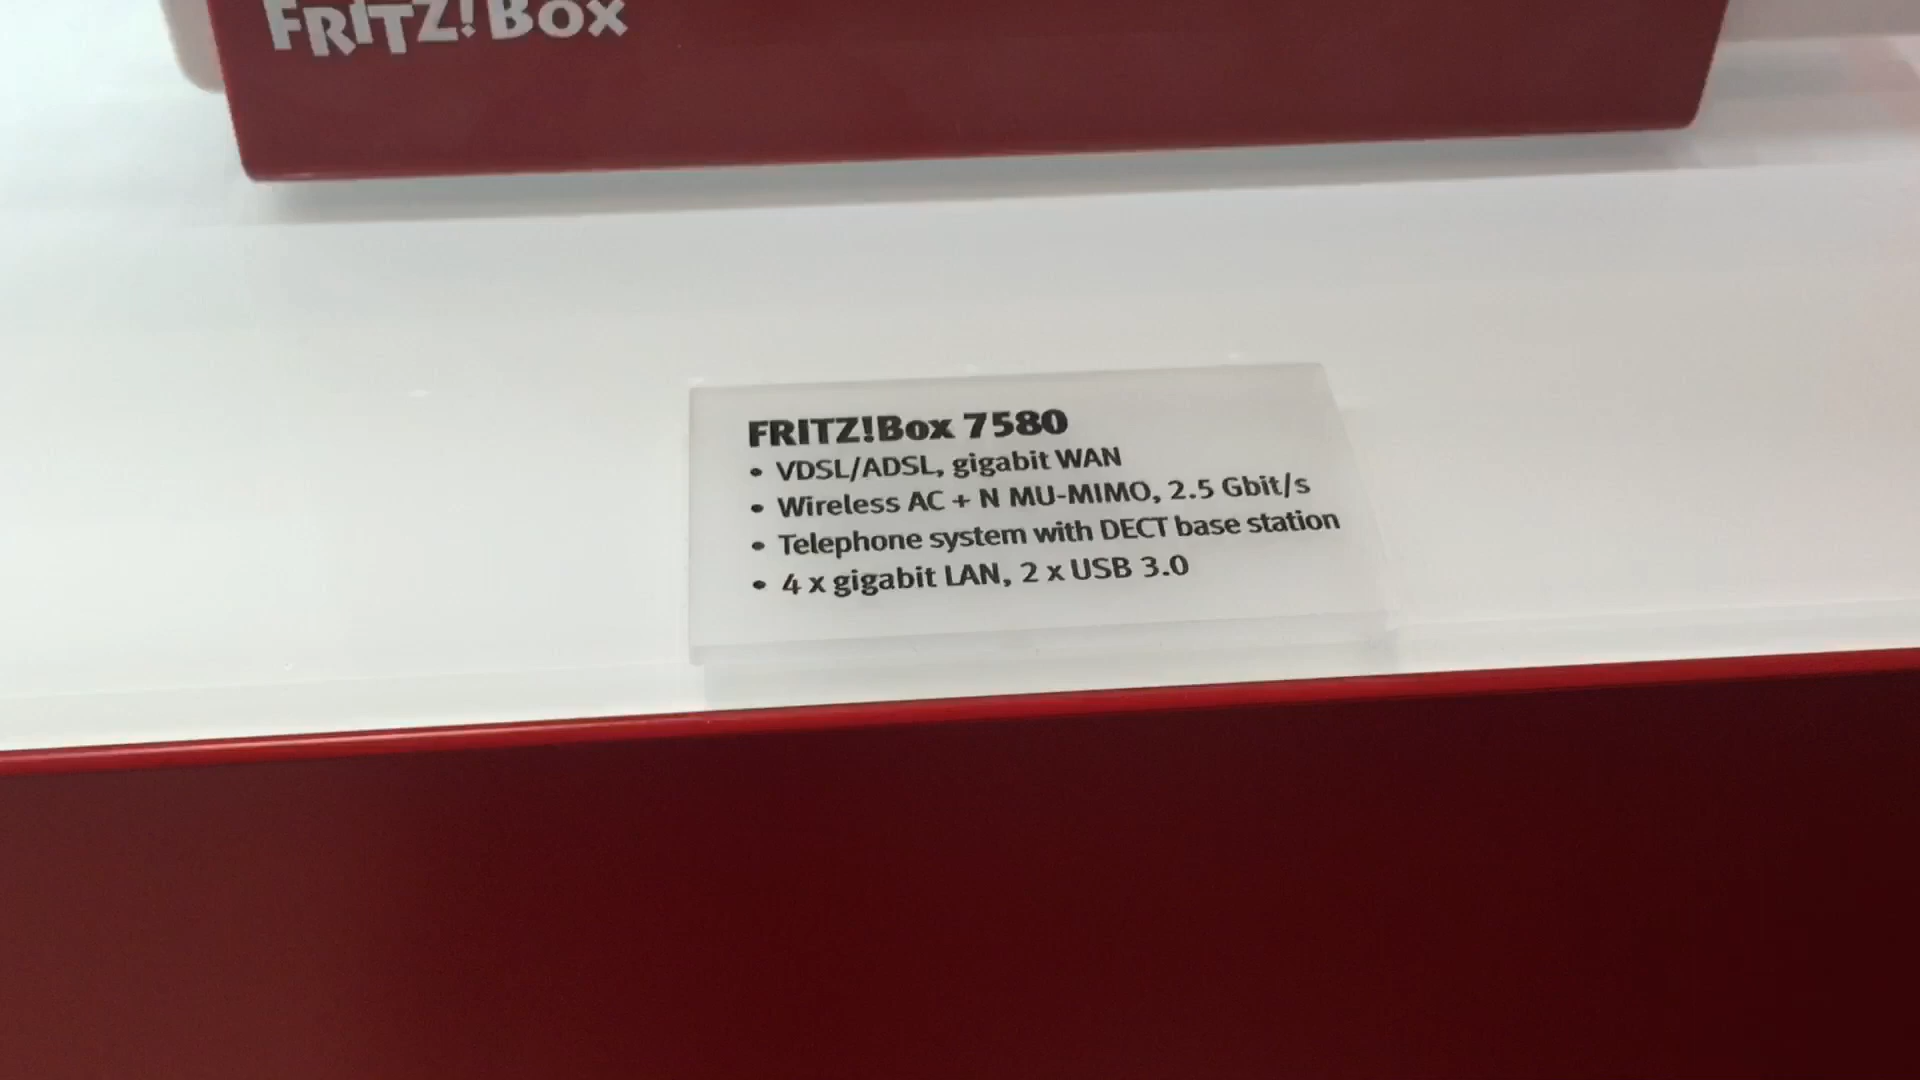 FRITZ!Box
FRITZ!Box 7580
• VDSL/ADSL, gigabit WAN
• Wireless AC + N MU-MIMO, 2.5 Gbit/s
• Telephone system with DECT base station
• 4 x gigabit LAN, 2 x USB 3.0